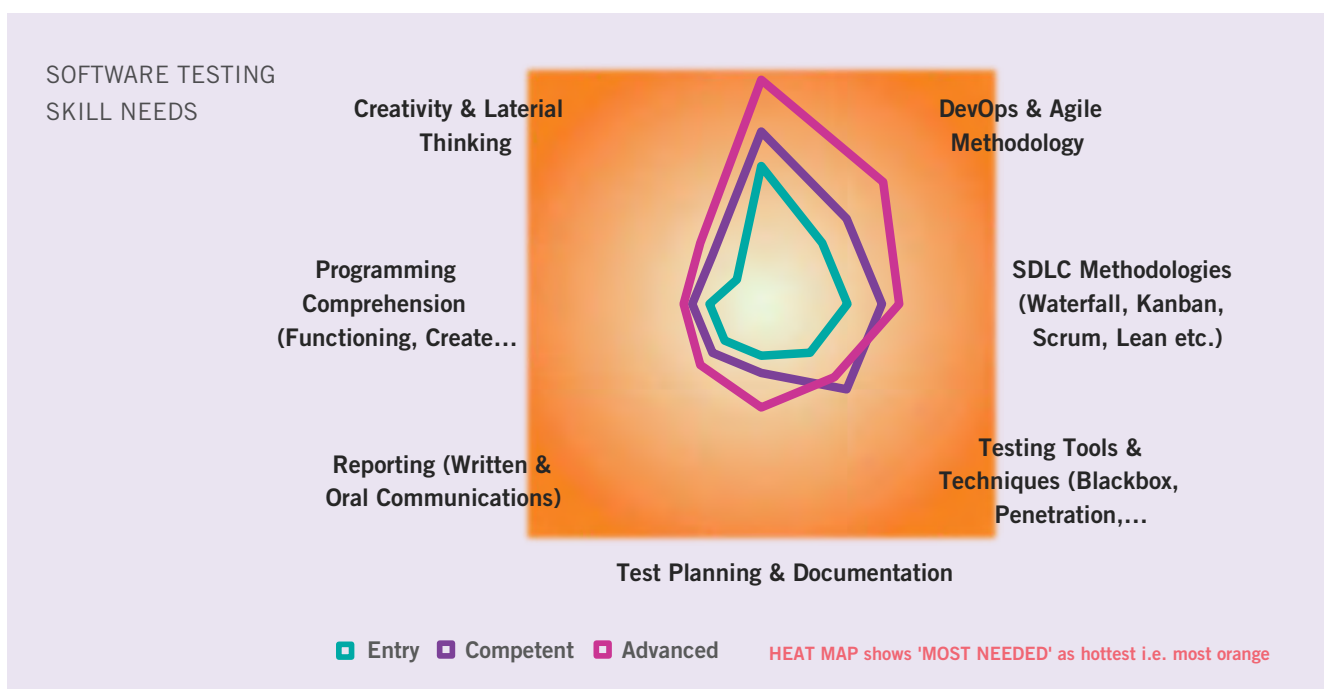 SOFTWARE TESTING
SKILL NEEDS
Creativity & Laterial
Thinking
DevOps & Agile
Methodology
Programming
Comprehension
(Functioning, Create…
SDLC Methodologies
(Waterfall, Kanban,
Scrum, Lean etc.)
Reporting (Written &
Oral Communications)
Testing Tools &
Techniques (Blackbox,
Penetration,…
Test Planning & Documentation
Entry Competent Advanced
HEAT MAP shows 'MOST NEEDED' as hottest i.e. most orange